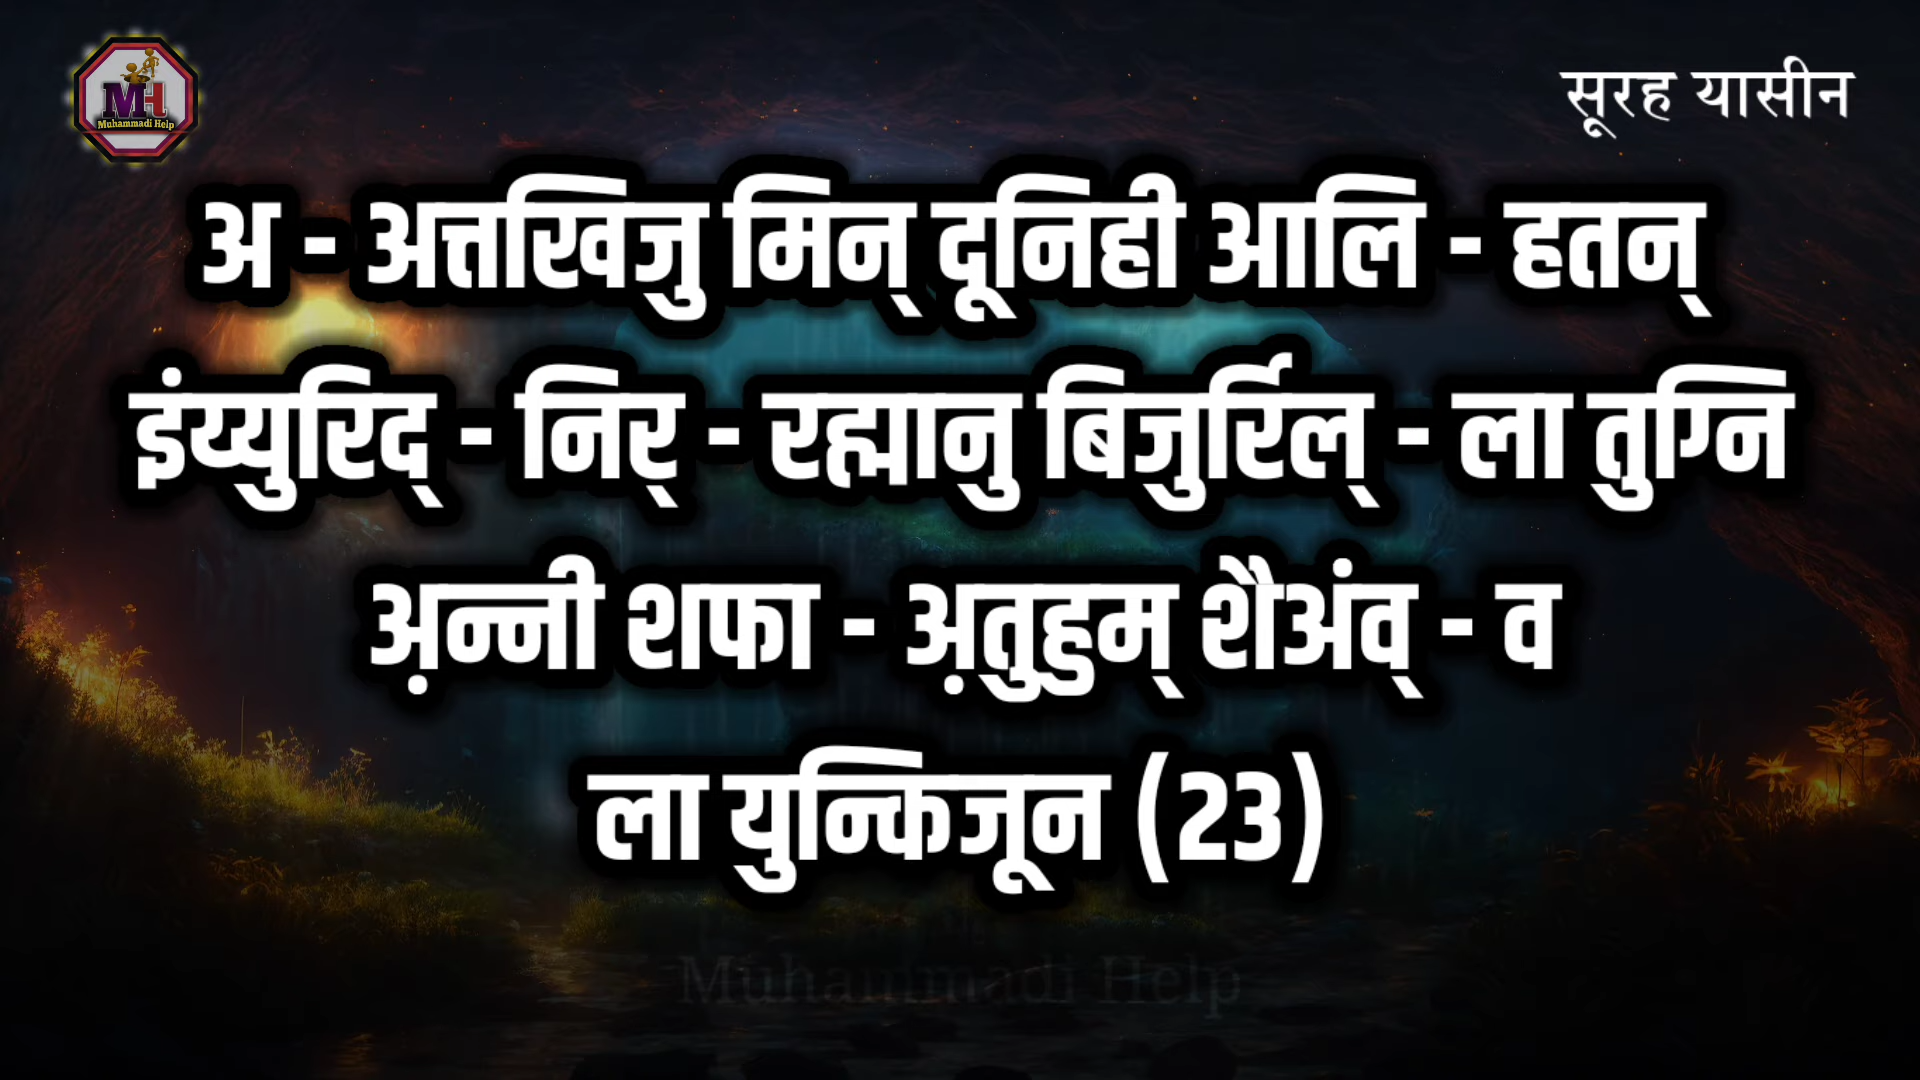 MH
Muhammadi Help
सूरह यासीन
अ - अत्तखिजु मिन् दूनिही आलि - हतन्
इंय्युरिद् - निर् - रह्मानु बिजुर्रिल् - ला तुग्नि
अ़न्नी शफा - अ़तुहुम् शैअंव् - व
ला युन्किजून (23)
Muhammadi Help